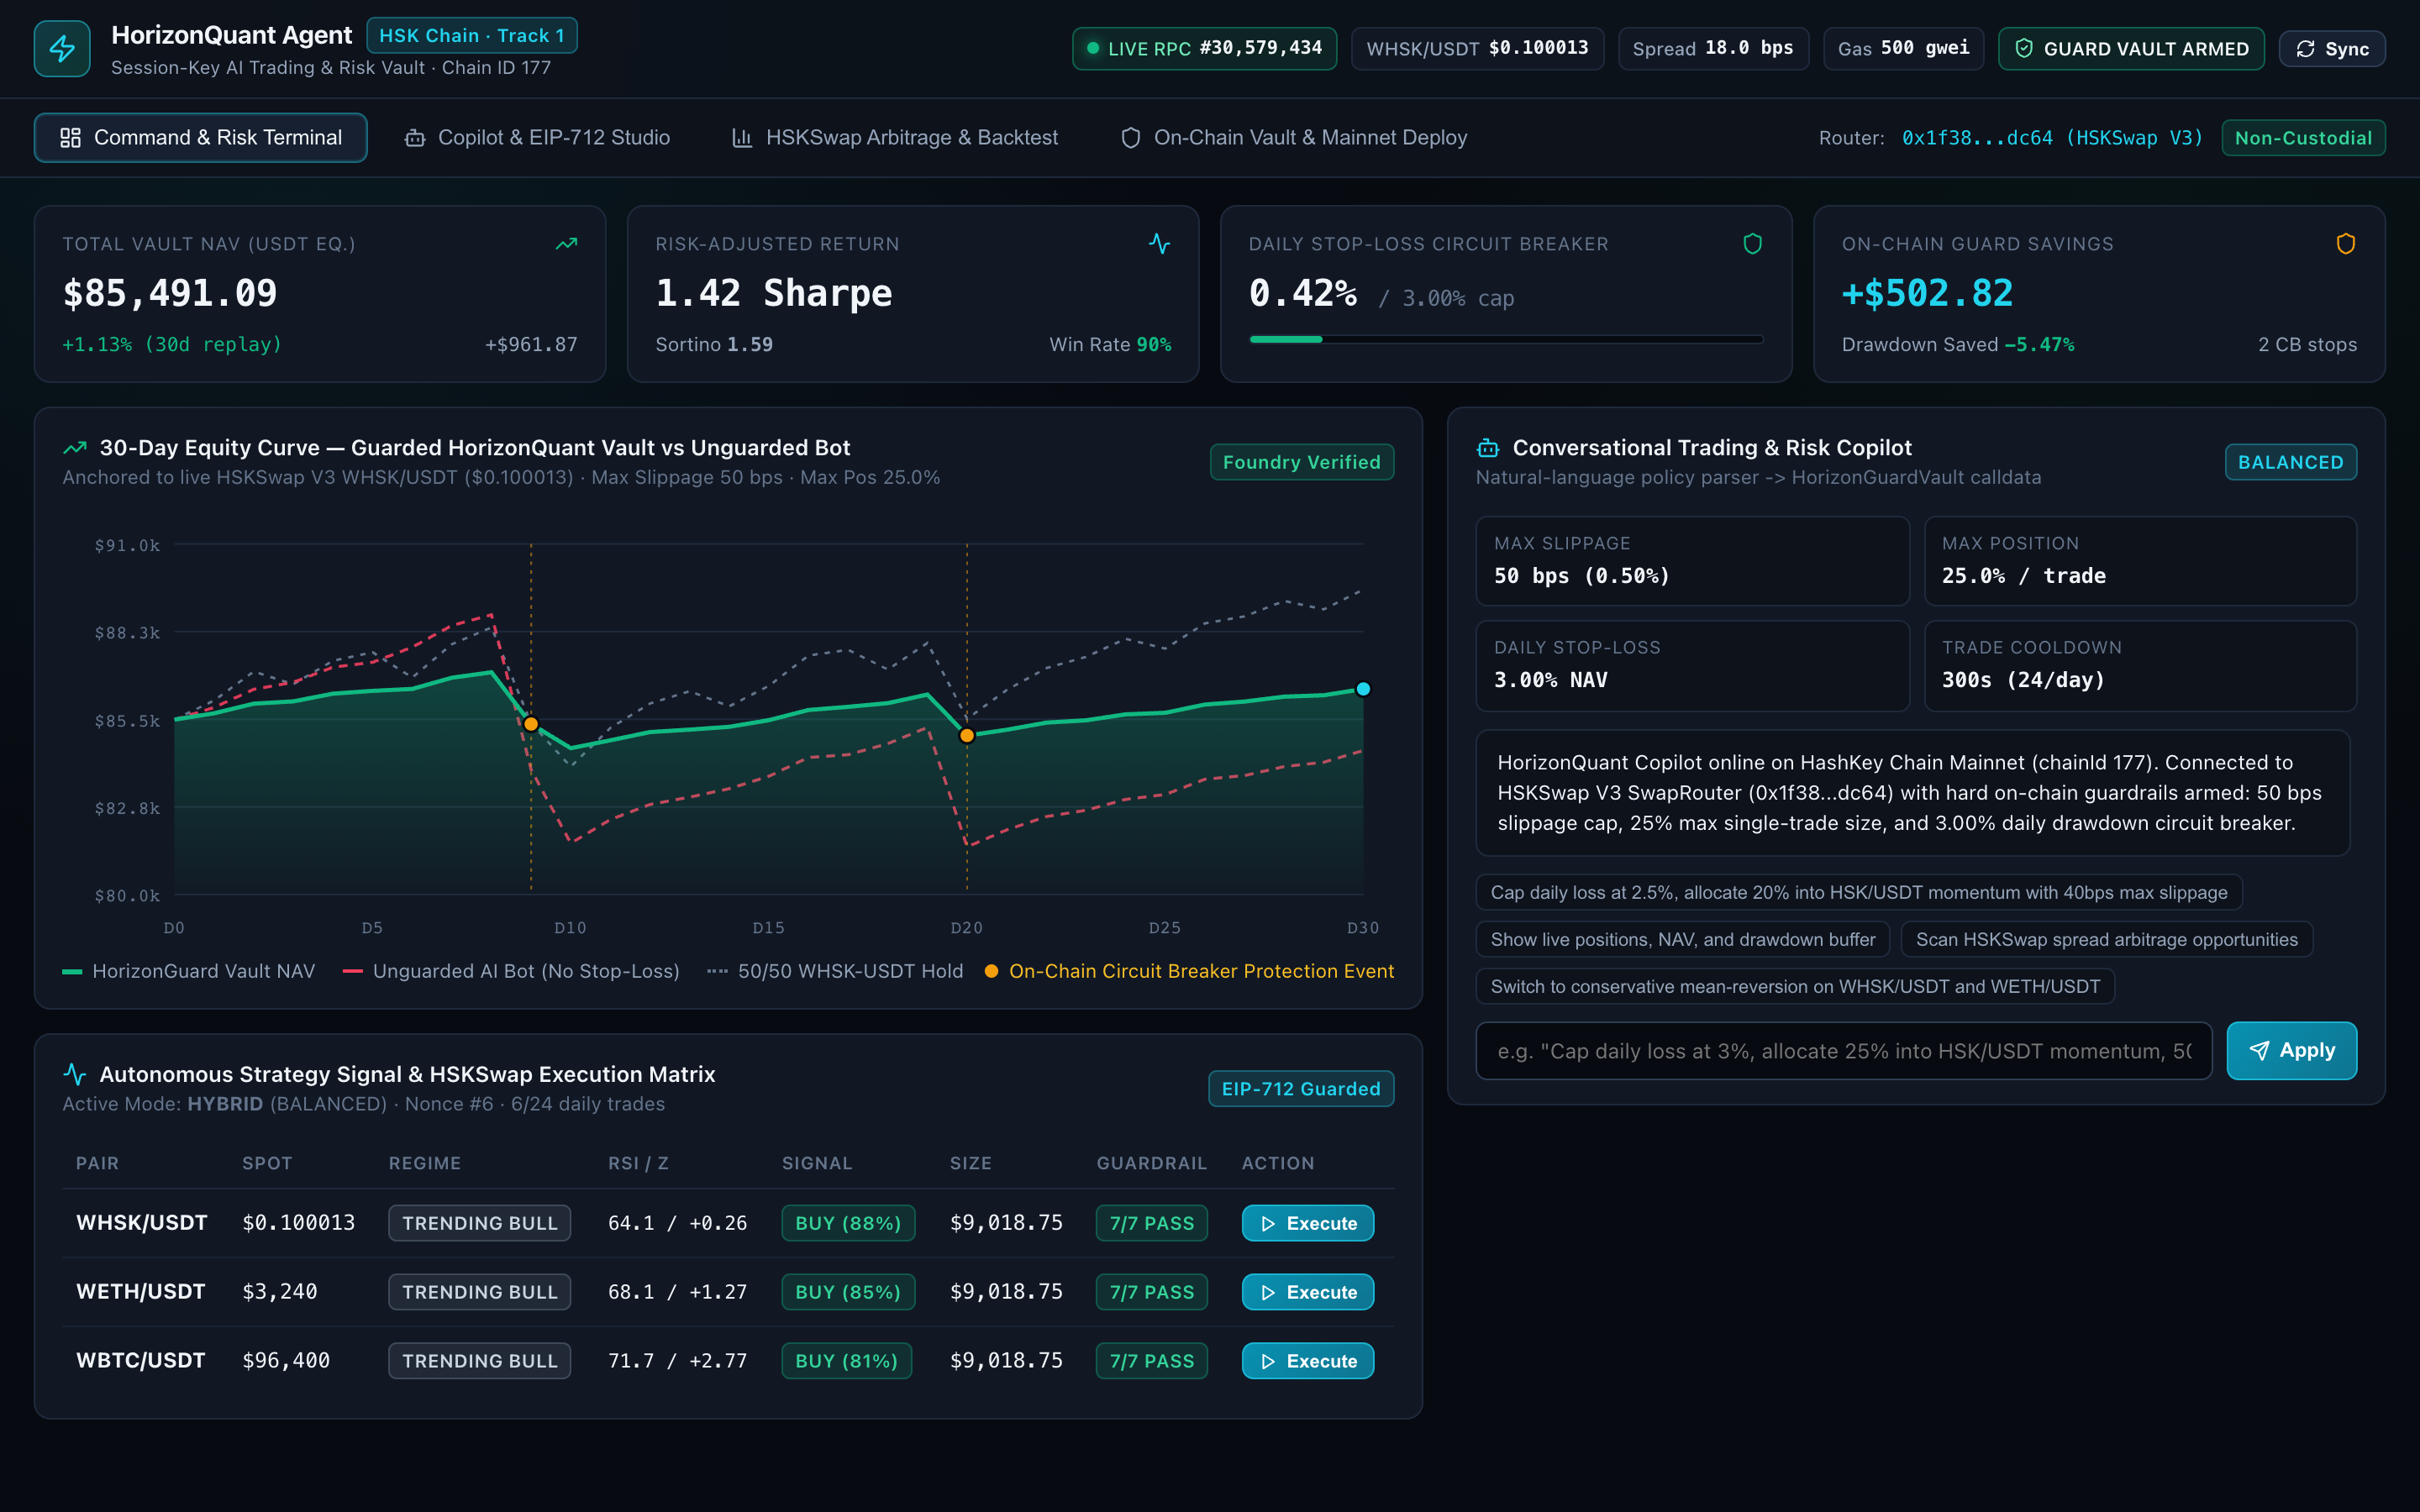 HorizonQuant Agent
HSK Chain · Track 1
Session-Key AI Trading & Risk Vault · Chain ID 177
LIVE RPC #30,579,434
WHSK/USDT $0.100013
Spread 18.0 bps
Gas 500 gwei
GUARD VAULT ARMED
Sync
Command & Risk Terminal
Copilot & EIP-712 Studio
HSKSwap Arbitrage & Backtest
On-Chain Vault & Mainnet Deploy
Router: 0x1f38...dc64 (HSKSwap V3)
Non-Custodial
TOTAL VAULT NAV (USDT EQ.)
$85,491.09
+1.13% (30d replay) +$961.87
RISK-ADJUSTED RETURN
1.42 Sharpe
Sortino 1.59 Win Rate 90%
DAILY STOP-LOSS CIRCUIT BREAKER
0.42% / 3.00% cap
ON-CHAIN GUARD SAVINGS
+$502.82
Drawdown Saved −5.47% 2 CB stops
30-Day Equity Curve — Guarded HorizonQuant Vault vs Unguarded Bot
Anchored to live HSKSwap V3 WHSK/USDT ($0.100013) · Max Slippage 50 bps · Max Pos 25.0%
Foundry Verified
$91.0k
$88.3k
$85.5k
$82.8k
$80.0k
D0 D5 D10 D15 D20 D25 D30
HorizonGuard Vault NAV
Unguarded AI Bot (No Stop-Loss)
50/50 WHSK-USDT Hold
On-Chain Circuit Breaker Protection Event
Conversational Trading & Risk Copilot
Natural-language policy parser -> HorizonGuardVault calldata
BALANCED
MAX SLIPPAGE
50 bps (0.50%)
MAX POSITION
25.0% / trade
DAILY STOP-LOSS
3.00% NAV
TRADE COOLDOWN
300s (24/day)
HorizonQuant Copilot online on HashKey Chain Mainnet (chainId 177). Connected to
HSKSwap V3 SwapRouter (0x1f38...dc64) with hard on-chain guardrails armed: 50 bps
slippage cap, 25% max single-trade size, and 3.00% daily drawdown circuit breaker.
Cap daily loss at 2.5%, allocate 20% into HSK/USDT momentum with 40bps max slippage
Show live positions, NAV, and drawdown buffer
Scan HSKSwap spread arbitrage opportunities
Switch to conservative mean-reversion on WHSK/USDT and WETH/USDT
e.g. "Cap daily loss at 3%, allocate 25% into HSK/USDT momentum, 50
Apply
Autonomous Strategy Signal & HSKSwap Execution Matrix
Active Mode: HYBRID (BALANCED) · Nonce #6 · 6/24 daily trades
EIP-712 Guarded
PAIR SPOT REGIME RSI / Z SIGNAL SIZE GUARDRAIL ACTION
WHSK/USDT $0.100013 TRENDING BULL 64.1 / +0.26 BUY (88%) $9,018.75 7/7 PASS Execute
WETH/USDT $3,240 TRENDING BULL 68.1 / +1.27 BUY (85%) $9,018.75 7/7 PASS Execute
WBTC/USDT $96,400 TRENDING BULL 71.7 / +2.77 BUY (81%) $9,018.75 7/7 PASS Execute